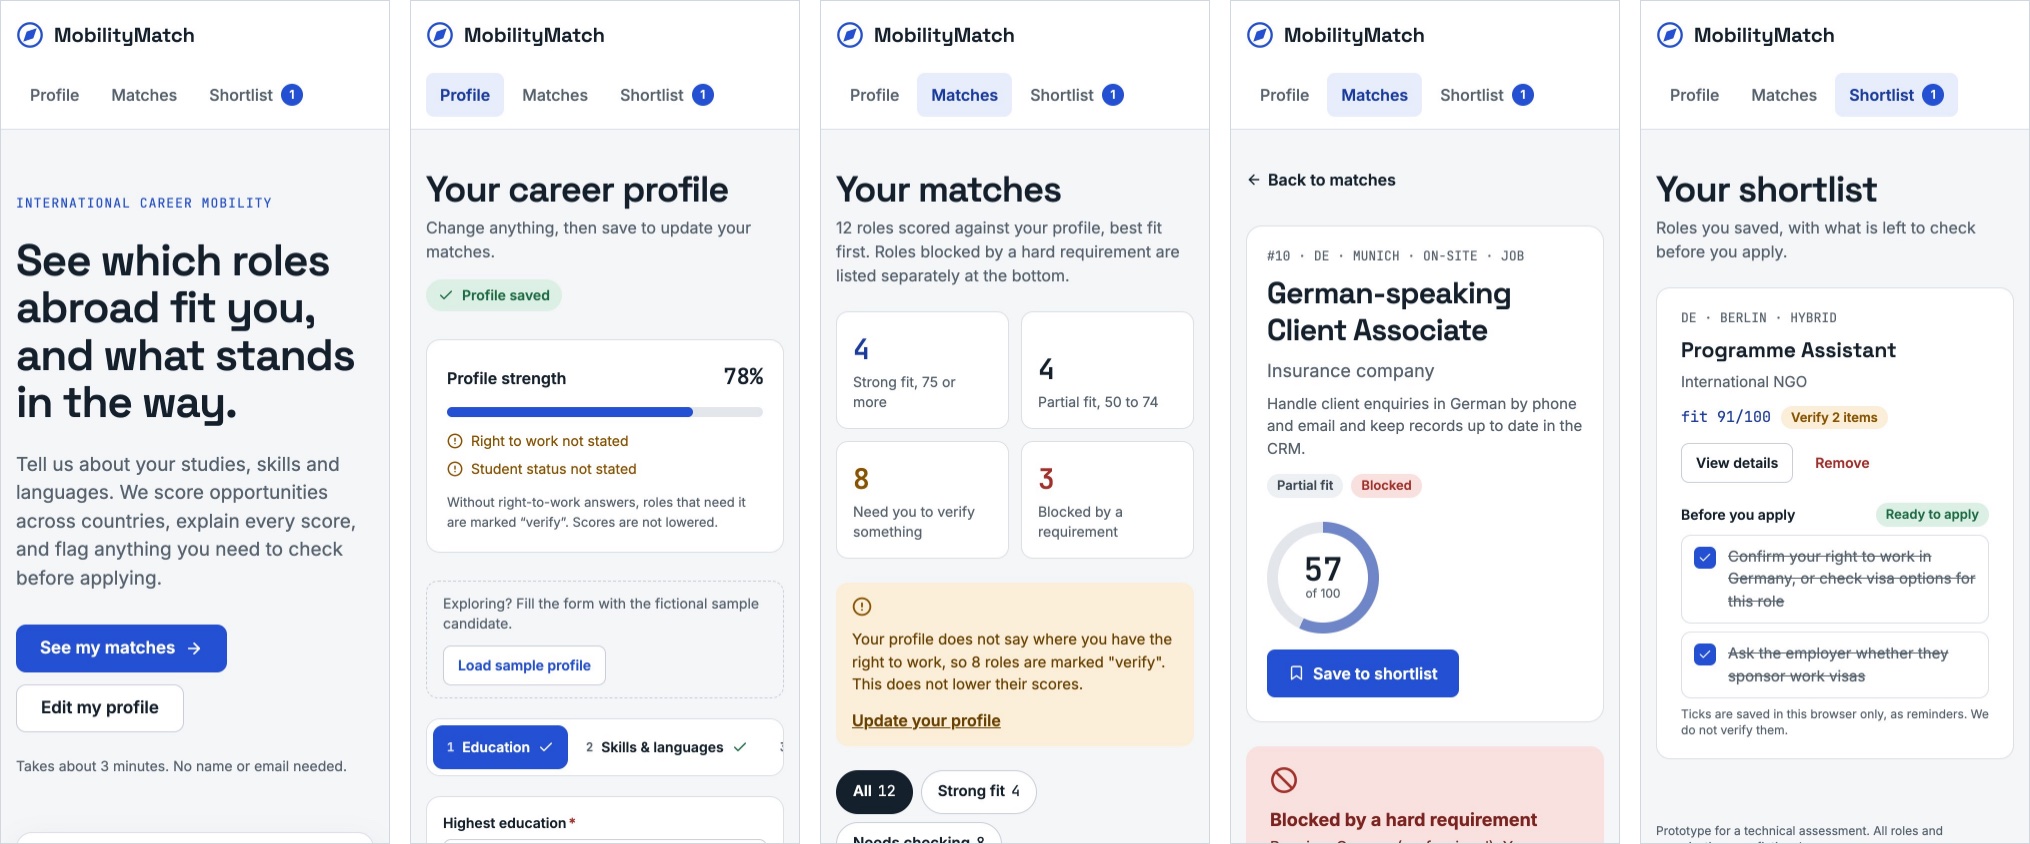 MobilityMatch
Profile
Matches
Shortlist 1
INTERNATIONAL CAREER MOBILITY
See which roles
abroad fit you,
and what stands
in the way.
Tell us about your studies, skills and
languages. We score opportunities
across countries, explain every score,
and flag anything you need to check
before applying.
See my matches →
Edit my profile
Takes about 3 minutes. No name or email needed.
MobilityMatch
Profile
Matches
Shortlist 1
Your career profile
Change anything, then save to update your
matches.
Profile saved
Profile strength 78%
Right to work not stated
Student status not stated
Without right-to-work answers, roles that need it
are marked “verify”. Scores are not lowered.
Exploring? Fill the form with the fictional sample
candidate.
Load sample profile
1 Education
2 Skills & languages
Highest education *
MobilityMatch
Profile
Matches
Shortlist 1
Your matches
12 roles scored against your profile, best fit
first. Roles blocked by a hard requirement are
listed separately at the bottom.
4
Strong fit, 75 or
more
4
Partial fit, 50 to 74
8
Need you to verify
something
3
Blocked by a
requirement
Your profile does not say where you have the
right to work, so 8 roles are marked "verify".
This does not lower their scores.
Update your profile
All 12
Strong fit 4
Needs checking 8
MobilityMatch
Profile
Matches
Shortlist 1
← Back to matches
#10 · DE · MUNICH · ON-SITE · JOB
German-speaking
Client Associate
Insurance company
Handle client enquiries in German by phone
and email and keep records up to date in the
CRM.
Partial fit
Blocked
57
of 100
Save to shortlist
Blocked by a hard requirement
MobilityMatch
Profile
Matches
Shortlist 1
Your shortlist
Roles you saved, with what is left to check
before you apply.
DE · BERLIN · HYBRID
Programme Assistant
International NGO
fit 91/100
Verify 2 items
View details
Remove
Before you apply
Ready to apply
Confirm your right to work in
Germany, or check visa options for
this role
Ask the employer whether they
sponsor work visas
Ticks are saved in this browser only, as reminders. We
do not verify them.
Prototype for a technical assessment. All roles and